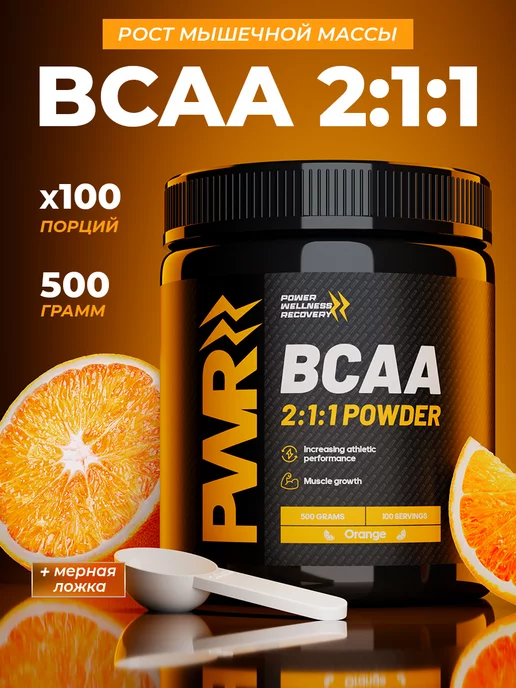 РОСТ МЫШЕЧНОЙ МАССЫ
BCAA 2:1:1
x100
ПОРЦИЙ
500
ГРАММ
POWER
WELLNESS
RECOVERY
PWR
BCAA
2:1:1 POWDER
Increasing athletic
performance
Muscle growth
500 GRAMS
100 SERVINGS
Orange
+ мерная
ложка